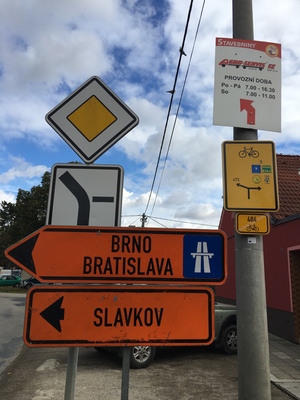 STAVEBNINY
PROVOZNÍ DOBA
Po - Pá 7.00 - 16.30
So 7.00 - 11.00
484
BRNO
BRATISLAVA
SLAVKOV